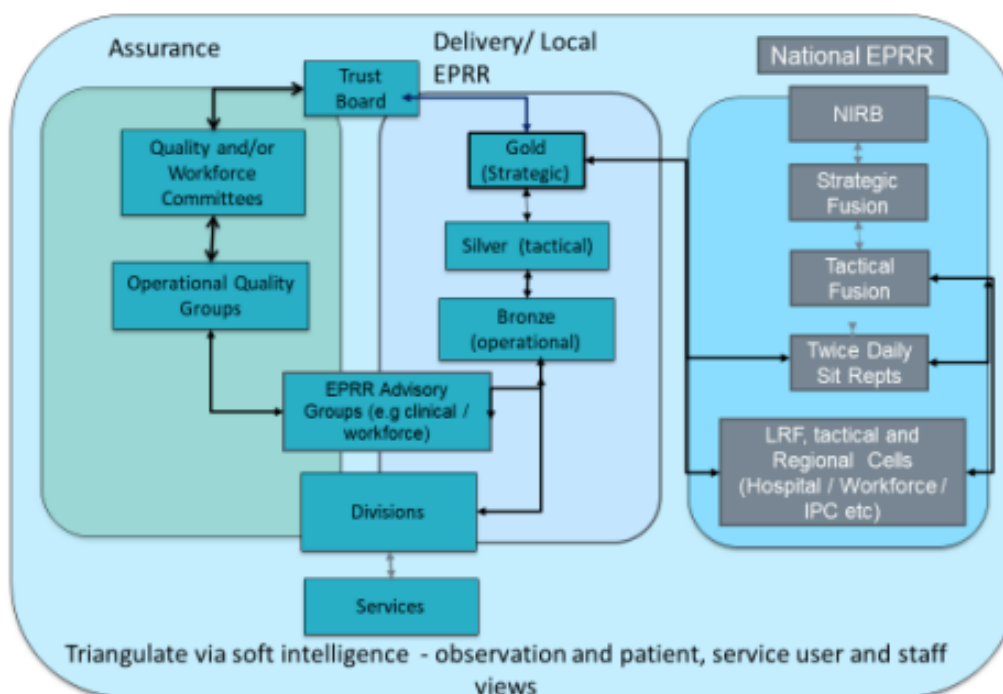 Assurance
Delivery/ Local
EPRR
National EPRR
Trust
Board
Quality and/or
Workforce
Committees
Operational Quality
Groups
Gold
(Strategic)
Silver (tactical)
Bronze
(operational)
EPRR Advisory
Groups (e.g clinical /
workforce)
Divisions
Services
NIRB
Strategic
Fusion
Tactical
Fusion
Twice Daily
Sit Repts
LRF, tactical and
Regional Cells
(Hospital / Workforce /
IPC etc)
Triangulate via soft intelligence - observation and patient, service user and staff
views